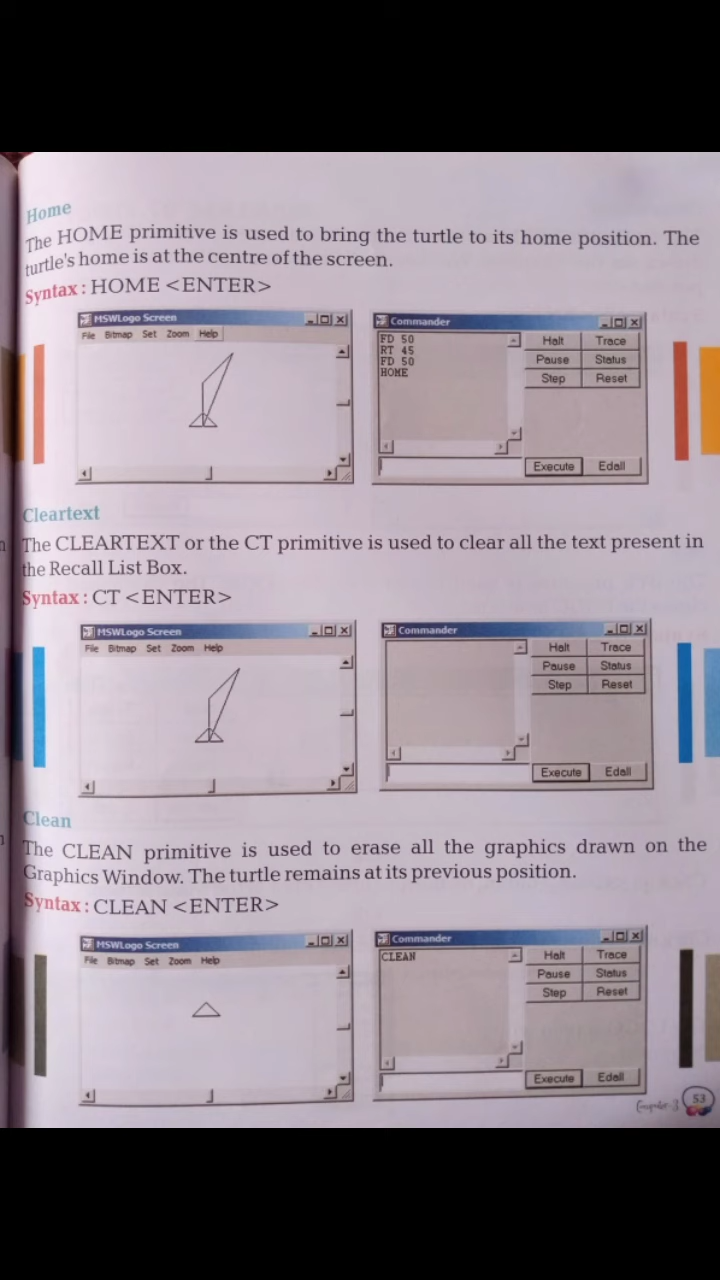 Home
The HOME primitive is used to bring the turtle to its home position. The
turtle's home is at the centre of the screen.
Syntax : HOME <ENTER>
MSWLogo Screen
File Bitmap Set Zoom Help
Commander
FD 50
RT 45
FD 50
HOME
Halt Trace
Pause Status
Step Reset
Execute Edall
Cleartext
The CLEARTEXT or the CT primitive is used to clear all the text present in
the Recall List Box.
Syntax : CT <ENTER>
MSWLogo Screen
File Bitmap Set Zoom Help
Commander
Halt Trace
Pause Status
Step Reset
Execute Edall
Clean
The CLEAN primitive is used to erase all the graphics drawn on the
Graphics Window. The turtle remains at its previous position.
Syntax : CLEAN <ENTER>
MSWLogo Screen
File Bitmap Set Zoom Help
Commander
CLEAN
Halt Trace
Pause Status
Step Reset
Execute Edall
Computer-3 53